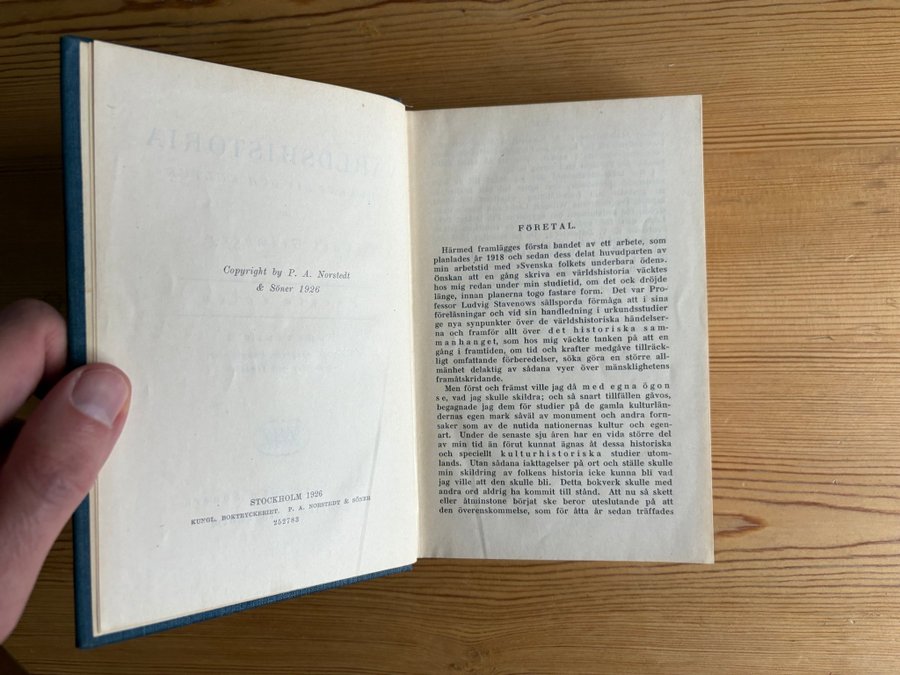 Copyright by P. A. Norstedt
& Söner 1926
STOCKHOLM 1926
KUNGL. BOKTRYCKERIET. P. A. NORSTEDT & SÖNER
252783
FÖRETAL.
Härmed framlägges första bandet av ett arbete, som
planlades år 1918 och sedan dess delat huvudparten av
min arbetstid med »Svenska folkets underbara öden».
önskan att en gång skriva en världshistoria väcktes
hos mig redan under min studietid, om det ock dröjde
länge, innan planerna togo fastare form. Det var Pro-
fessor Ludvig Stavenows sällsporda förmåga att i sina
föreläsningar och vid sin handledning i urkundsstudier
ge nya synpunkter över de världshistoriska händelser-
na och framför allt över det historiska sam-
manhanget, som hos mig väckte tanken på att en
gång i framtiden, om tid och krafter medgåve tillräck-
ligt omfattande förberedelser, söka göra en större all-
mänhet delaktig av sådana vyer över mänsklighetens
framåtskridande.
Men först och främst ville jag då med egna ögon
se, vad jag skulle skildra; och så snart tillfällen gåvos,
begagnade jag dem för studier på de gamla kulturlän-
dernas egen mark såväl av monument och andra forn-
saker som av de nutida nationernas kultur och egen-
art. Under de senaste sju åren har en vida större del
av min tid än förut kunnat ägnas åt dessa historiska
och speciellt kulturhistoriska studier utom-
lands. Utan sådana iakttagelser på ort och ställe skulle
min skildring av folkens historia icke kunna bli vad
jag ville att den skulle bli. Detta bokverk skulle med
andra ord aldrig ha kommit till stånd. Att nu så skett
eller åtminstone börjat ske beror uteslutande på att
den överenskommelse, som för åtta år sedan träffades